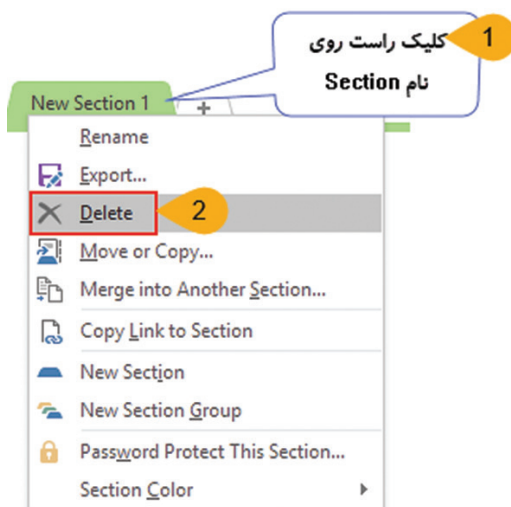 کلیک راست روی
1
نام Section
New Section 1 +
Rename
Export...
Delete
2
Move or Copy...
Merge into Another Section...
Copy Link to Section
New Section
New Section Group
Password Protect This Section...
Section Color